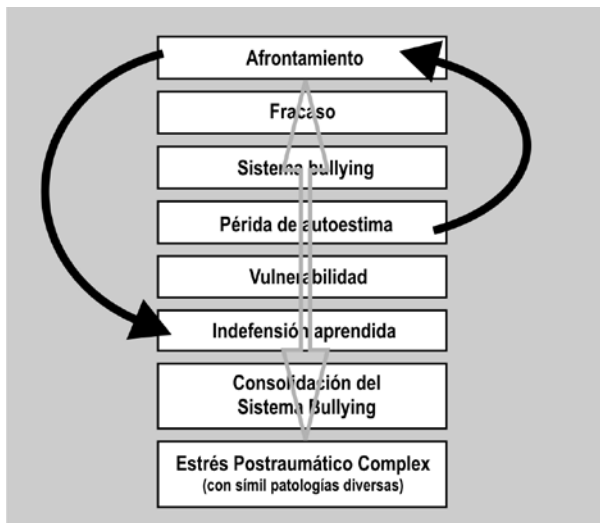 Afrontamiento
Fracaso
Sistema bullying
Périda de autoestima
Vulnerabilidad
Indefensión aprendida
Consolidación del
Sistema Bullying
Estrés Postraumático Complex
(con símil patologías diversas)